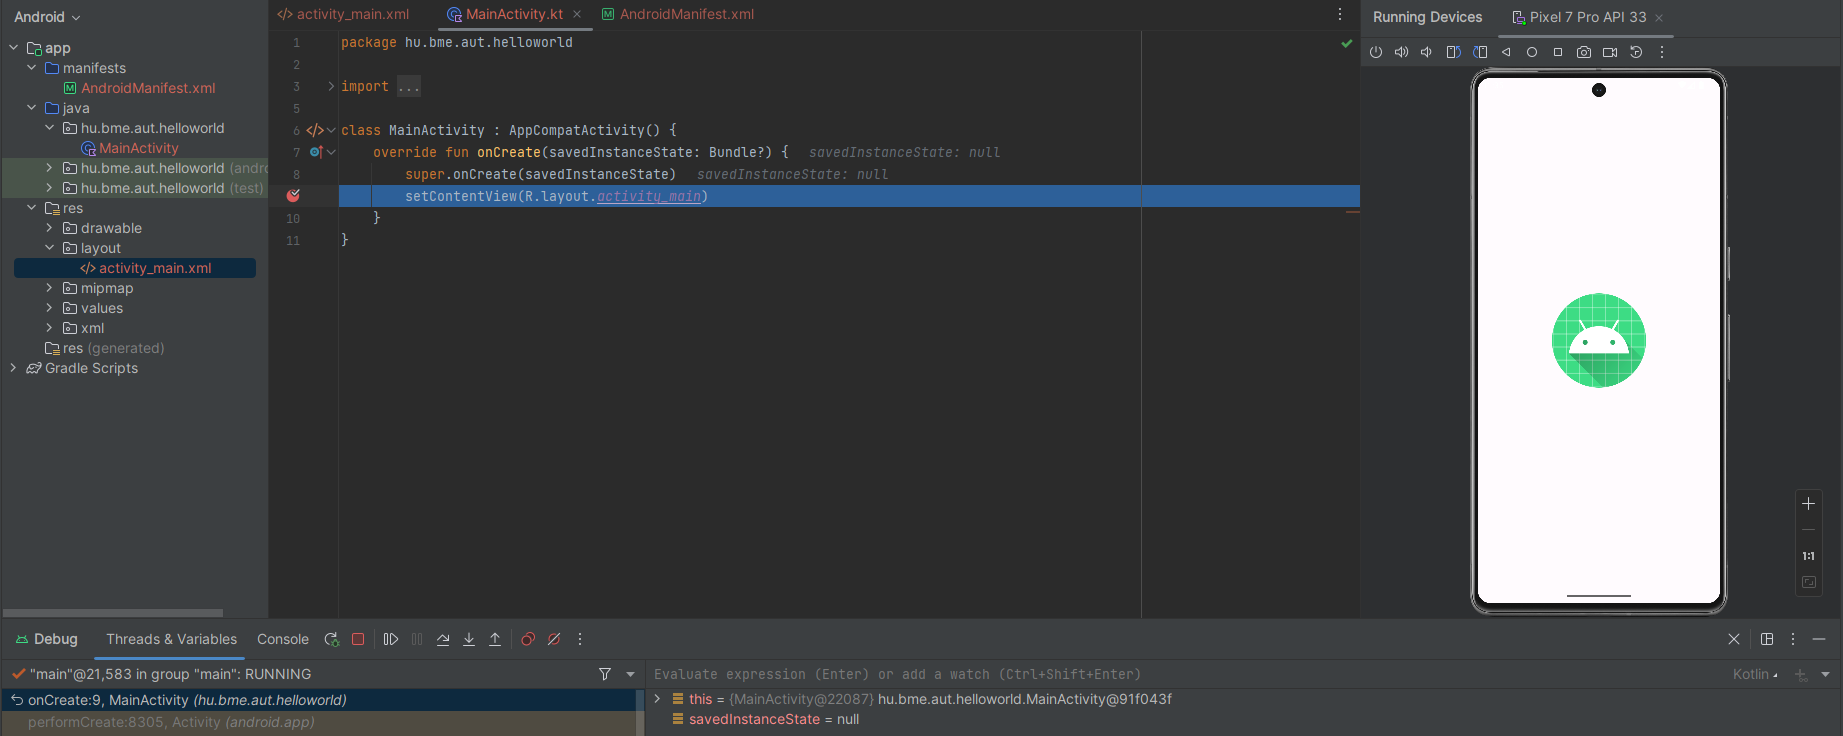 Android
activity_main.xml
MainActivity.kt
AndroidManifest.xml
Running Devices
Pixel 7 Pro API 33
app
manifests
AndroidManifest.xml
java
hu.bme.aut.helloworld
MainActivity
hu.bme.aut.helloworld (andro
hu.bme.aut.helloworld (test)
res
drawable
layout
activity_main.xml
mipmap
values
xml
res (generated)
Gradle Scripts
1 package hu.bme.aut.helloworld
2
3 import ...
5
6 class MainActivity : AppCompatActivity() {
7 override fun onCreate(savedInstanceState: Bundle?) { savedInstanceState: null
8 super.onCreate(savedInstanceState) savedInstanceState: null
setContentView(R.layout.activity_main)
10 }
11 }
1:1
Debug
Threads & Variables
Console
"main"@21,583 in group "main": RUNNING
onCreate:9, MainActivity (hu.bme.aut.helloworld)
performCreate:8305, Activity (android.app)
Evaluate expression (Enter) or add a watch (Ctrl+Shift+Enter)
Kotlin
this = {MainActivity@22087} hu.bme.aut.helloworld.MainActivity@91f043f
savedInstanceState = null